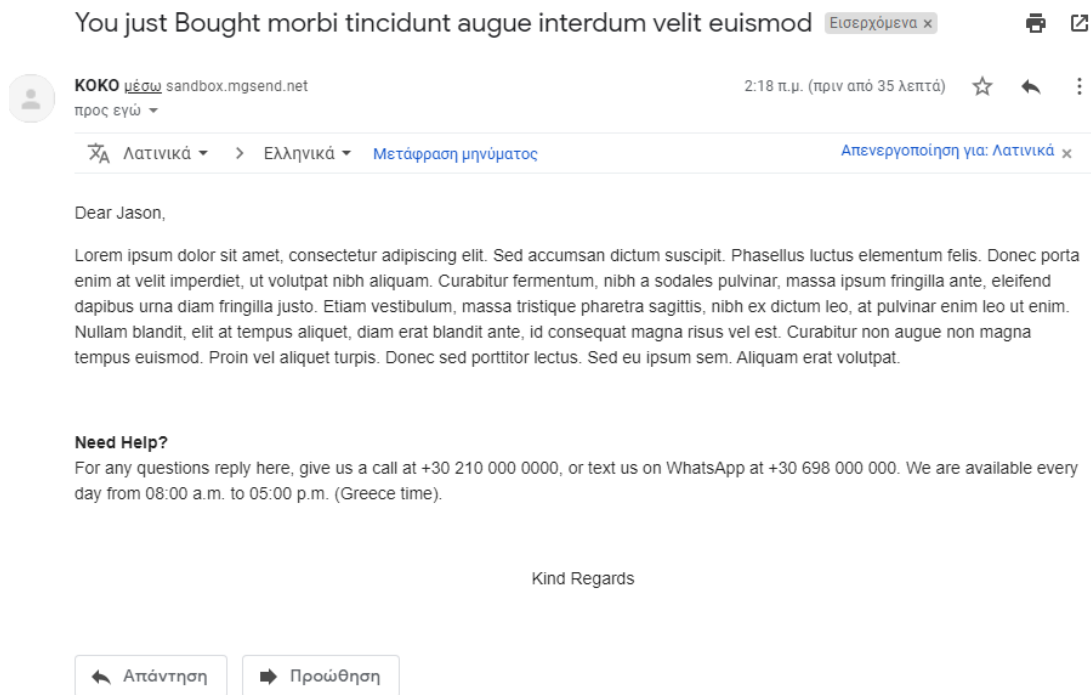 You just Bought morbi tincidunt augue interdum velit euismod Εισερχόμενα ×
KOKO μέσω sandbox.mgsend.net 2:18 π.μ. (πριν από 35 λεπτά)
προς εγώ
Λατινικά > Ελληνικά Μετάφραση μηνύματος Απενεργοποίηση για: Λατινικά ×
Dear Jason,
Lorem ipsum dolor sit amet, consectetur adipiscing elit. Sed accumsan dictum suscipit. Phasellus luctus elementum felis. Donec porta
enim at velit imperdiet, ut volutpat nibh aliquam. Curabitur fermentum, nibh a sodales pulvinar, massa ipsum fringilla ante, eleifend
dapibus urna diam fringilla justo. Etiam vestibulum, massa tristique pharetra sagittis, nibh ex dictum leo, at pulvinar enim leo ut enim.
Nullam blandit, elit at tempus aliquet, diam erat blandit ante, id consequat magna risus vel est. Curabitur non augue non magna
tempus euismod. Proin vel aliquet turpis. Donec sed porttitor lectus. Sed eu ipsum sem. Aliquam erat volutpat.
Need Help?
For any questions reply here, give us a call at +30 210 000 0000, or text us on WhatsApp at +30 698 000 000. We are available every
day from 08:00 a.m. to 05:00 p.m. (Greece time).
Kind Regards
Απάντηση Προώθηση